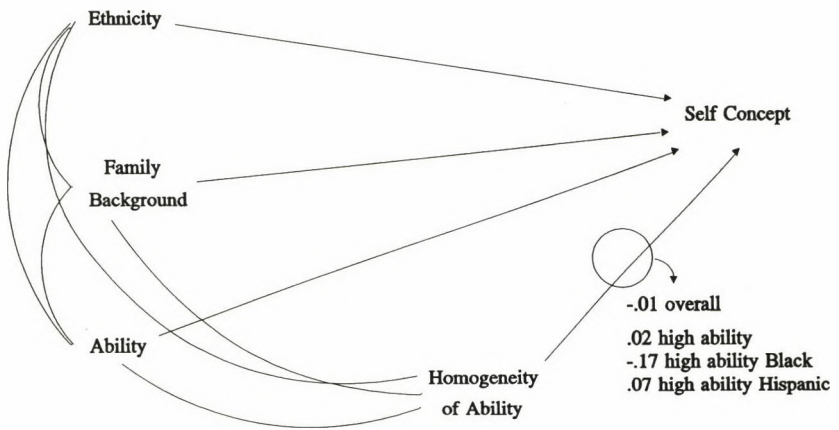 Ethnicity
Self Concept
Family
Background
-.01 overall
.02 high ability
Ability
-.17 high ability Black
Homogeneity
.07 high ability Hispanic
of Ability